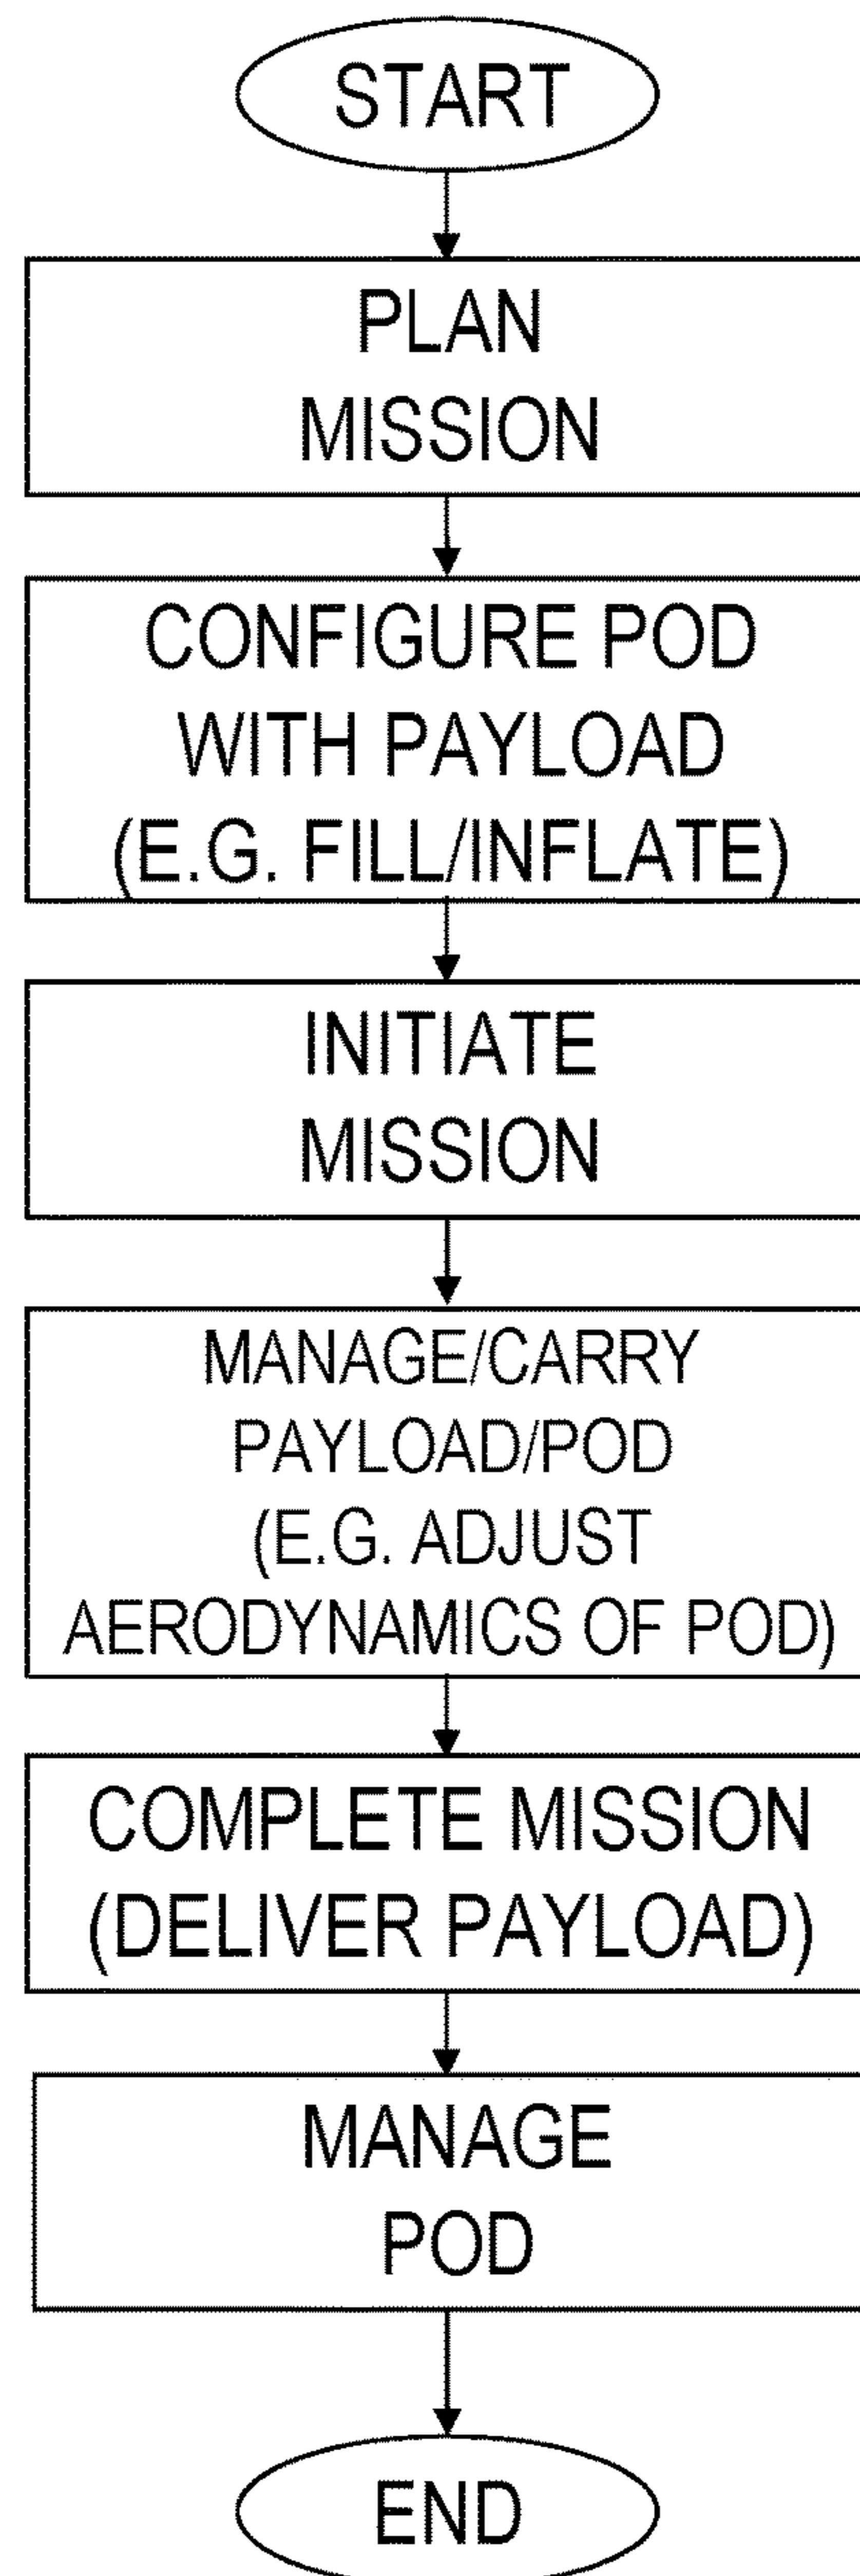 START
PLAN
MISSION
CONFIGURE POD
WITH PAYLOAD
(E.G. FILL/INFLATE)
INITIATE
MISSION
MANAGE/CARRY
PAYLOAD/POD
(E.G. ADJUST
AERODYNAMICS OF POD)
COMPLETE MISSION
(DELIVER PAYLOAD)
MANAGE
POD
END